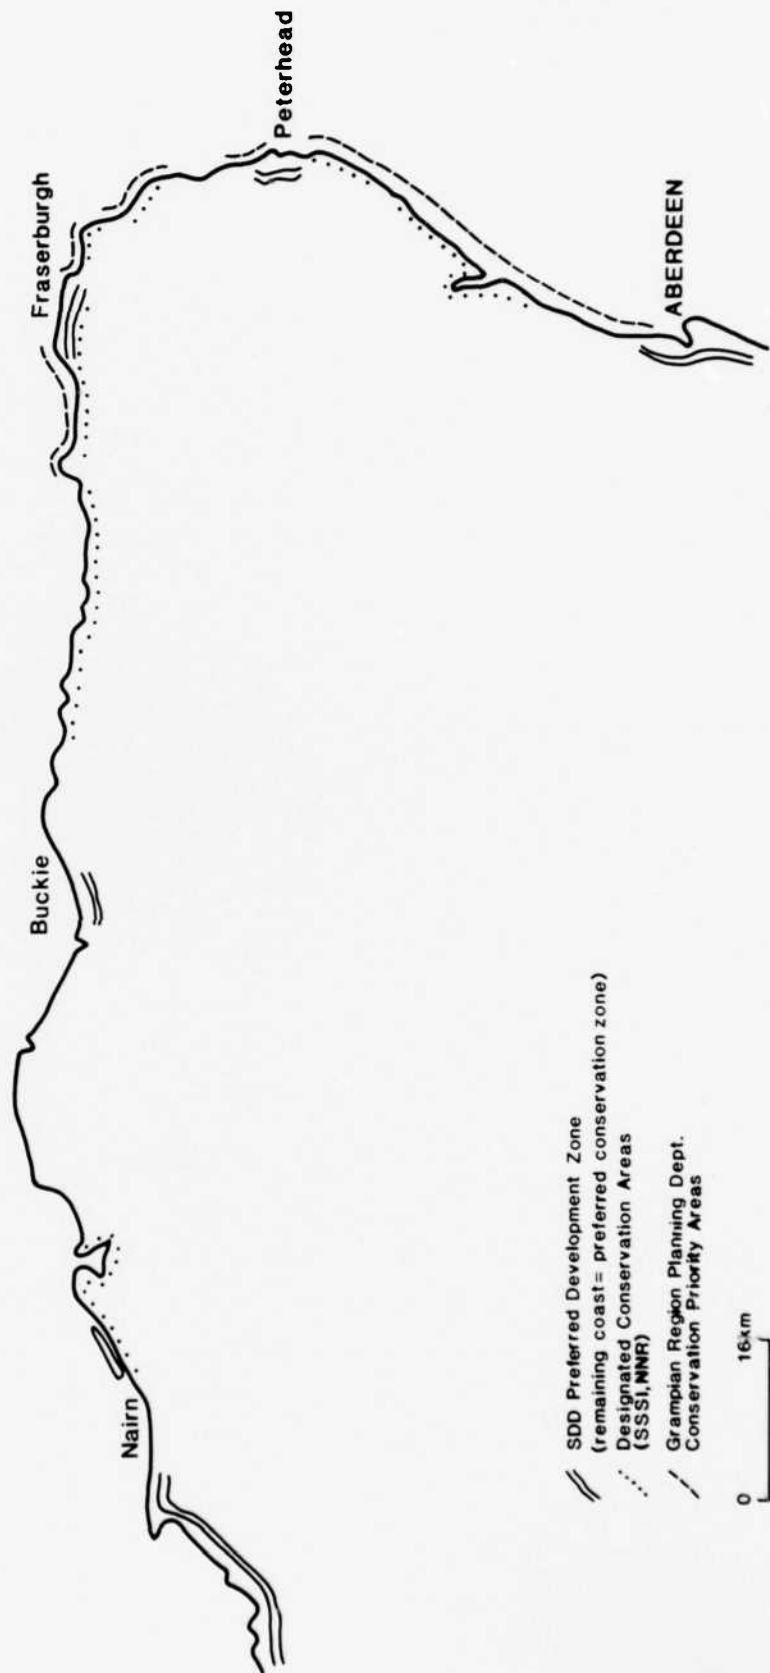 Peterhead
Fraserburgh
ABERDEEN
Buckie
Nairn
SDD Preferred Development Zone
(remaining coast= preferred conservation zone)
Designated Conservation Areas
(SSSI,NNR)
Grampian Region Planning Dept.
Conservation Priority Areas
0
16km